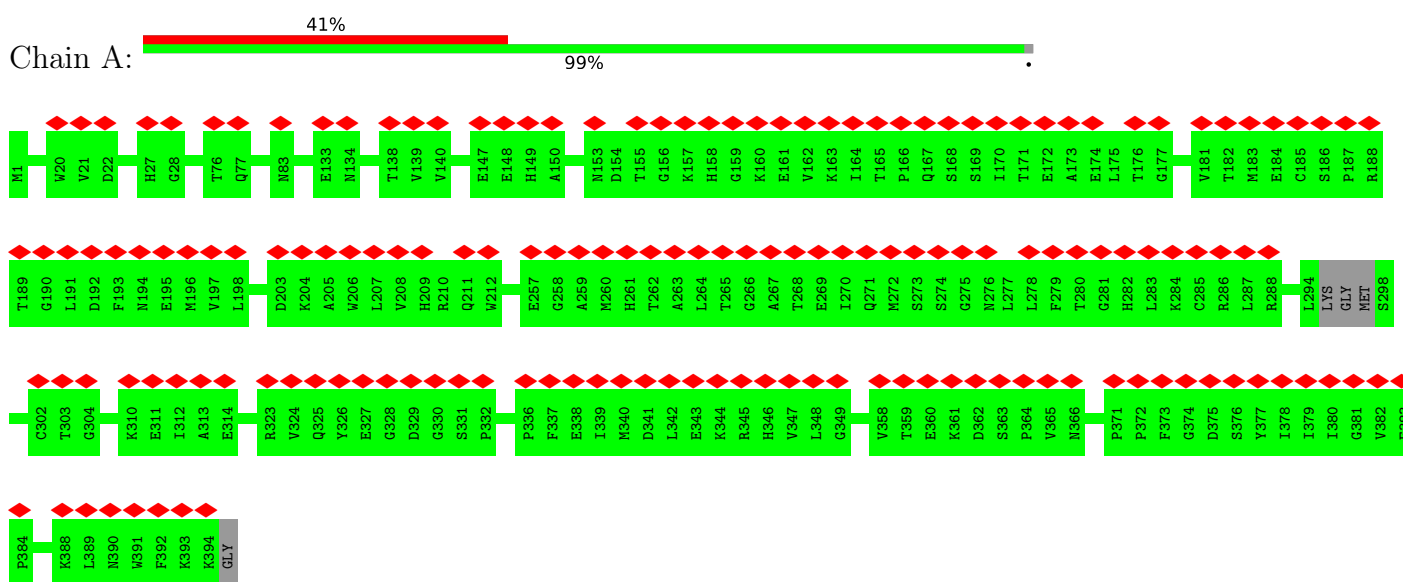 41%
Chain A:
99%
M1 W20 V21 D22 H27 G28 T76 Q77 N83 E133 N134 T138 V139 V140 E147 E148 H149 A150 N153 D154 T155 G156 K157 H158 G159 K160 E161 V162 K163 I164 T165 P166 Q167 S168 S169 I170 T171 E172 A173 E174 L175 T176 G177 V181 T182 M183 E184 C185 S186 P187 R188
T189 G190 L191 D192 F193 N194 E195 M196 V197 L198 D203 K204 A205 W206 L207 V208 H209 R210 Q211 W212 E257 G258 A259 M260 H261 T262 A263 L264 T265 G266 A267 T268 E269 I270 Q271 M272 S273 S274 G275 N276 L277 L278 F279 T280 G281 H282 L283 K284 C285 R286 L287 R288 L294 LYS GLY MET S298
C302 T303 G304 K310 E311 I312 A313 E314 R323 V324 Q325 Y326 E327 G328 D329 G330 S331 P332 P336 F337 E338 I339 M340 D341 L342 E343 K344 R345 H346 V347 L348 G349 V358 T359 E360 K361 D362 S363 P364 V365 N366 P371 P372 F373 G374 D375 S376 Y377 I378 I379 I380 G381 V382
P384 K388 L389 N390 W391 F392 K393 K394 GLY